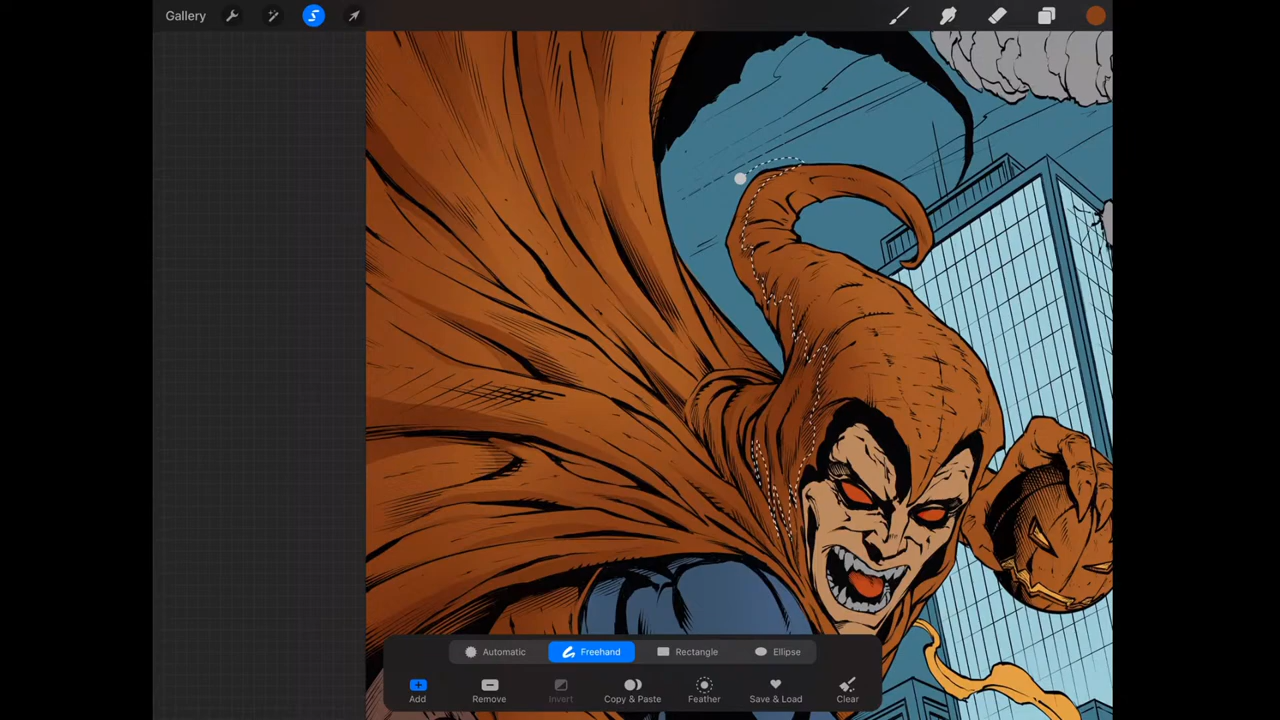 Gallery
Automatic Freehand Rectangle Ellipse
Add Remove Invert Copy & Paste Feather Save & Load Clear